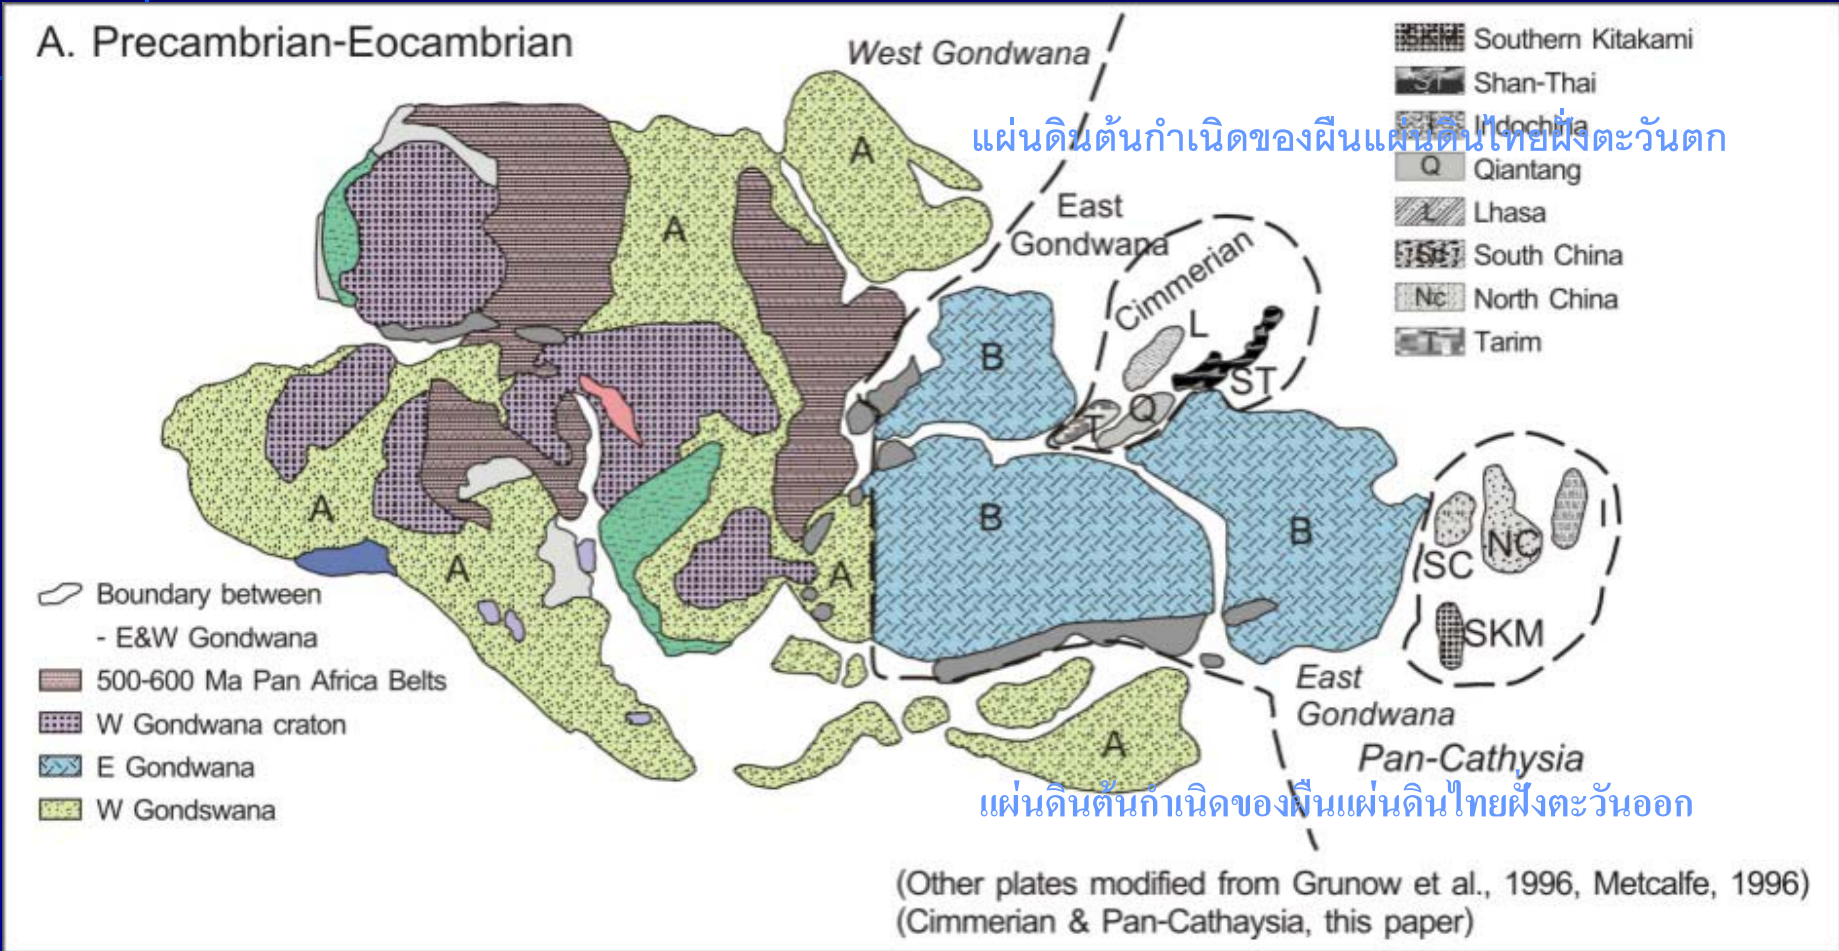 A. Precambrian-Eocambrian
West Gondwana
SKM Southern Kitakami
ST Shan-Thai
แผ่นดินต้นกำเนิดของผืนแผ่นดินไทยฝั่งตะวันตก
Indochina
Q Qiantang
L Lhasa
SC South China
NC North China
T Tarim
A
A
East
Gondwana
Cimmerian
L
ST
B
T
Q
A
B
B
SC
NC
A
A
SKM
Boundary between
- E&W Gondwana
500-600 Ma Pan Africa Belts
W Gondwana craton
E Gondwana
W Gondswana
East
Gondwana
A
Pan-Cathysia
แผ่นดินต้นกำเนิดของผืนแผ่นดินไทยฝั่งตะวันออก
(Other plates modified from Grunow et al., 1996, Metcalfe, 1996)
(Cimmerian & Pan-Cathaysia, this paper)